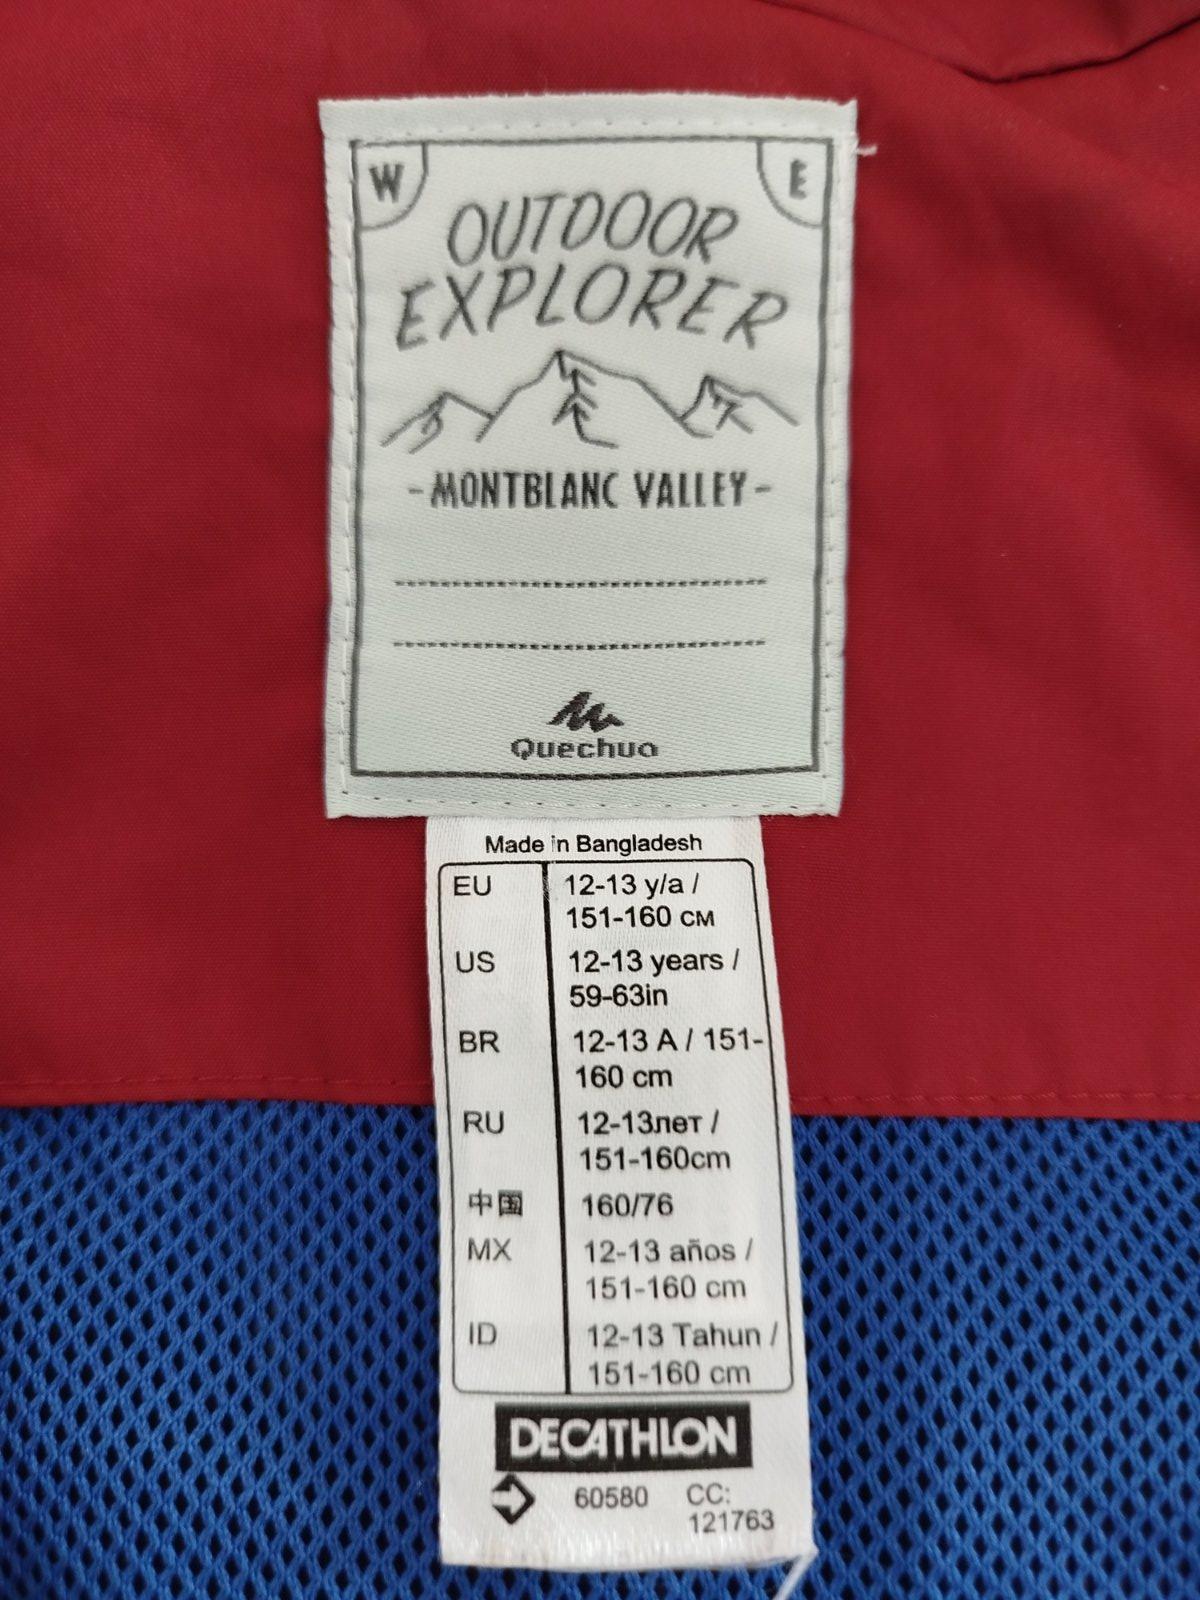 W E
OUTDOOR
EXPLORER
-MONTBLANC VALLEY-
Quechua
Made in Bangladesh
EU 12-13 y/a /
151-160 см
US 12-13 years /
59-63in
BR 12-13 A / 151-
160 cm
RU 12-13лет /
151-160cm
中国 160/76
MX 12-13 años /
151-160 cm
ID 12-13 Tahun /
151-160 cm
DECATHLON
60580 CC:
121763